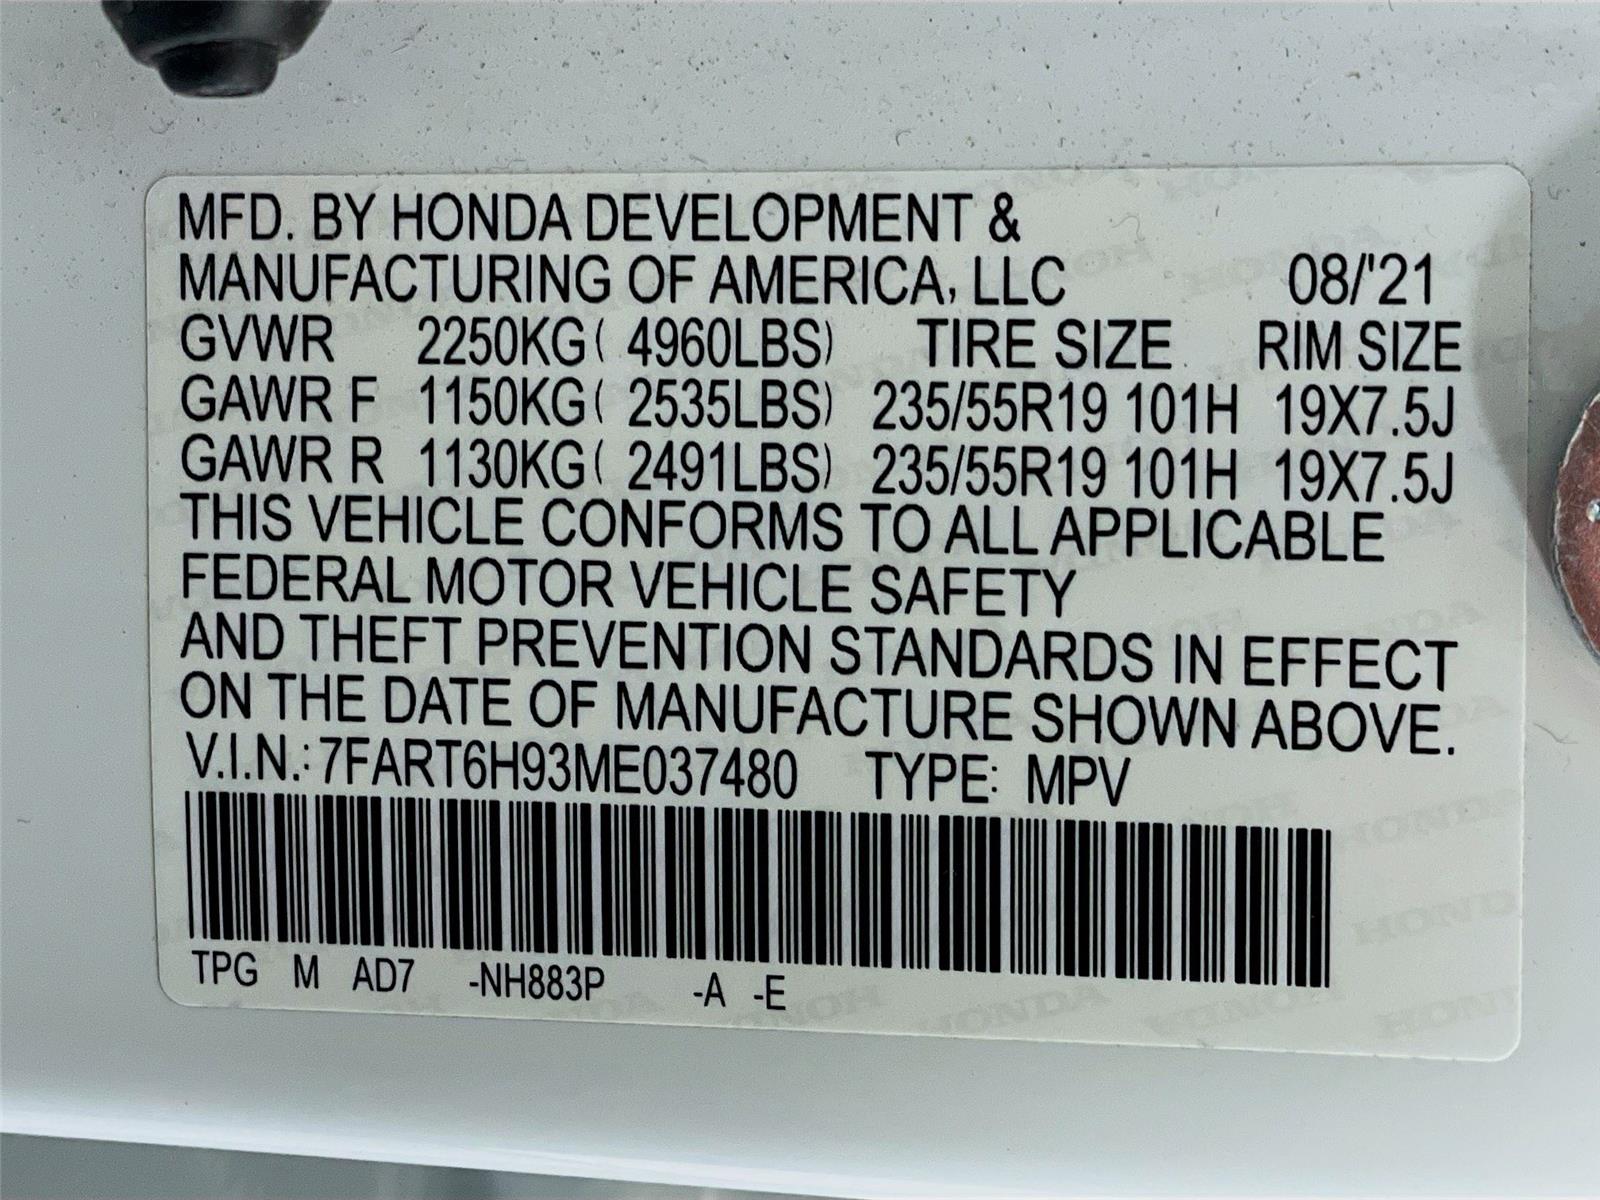 MFD. BY HONDA DEVELOPMENT &
MANUFACTURING OF AMERICA, LLC 08/'21
GVWR 2250KG( 4960LBS) TIRE SIZE RIM SIZE
GAWR F 1150KG( 2535LBS) 235/55R19 101H 19X7.5J
GAWR R 1130KG( 2491LBS) 235/55R19 101H 19X7.5J
THIS VEHICLE CONFORMS TO ALL APPLICABLE
FEDERAL MOTOR VEHICLE SAFETY
AND THEFT PREVENTION STANDARDS IN EFFECT
ON THE DATE OF MANUFACTURE SHOWN ABOVE.
V.I.N.: 7FART6H93ME037480 TYPE: MPV
TPG M AD7 -NH883P -A -E